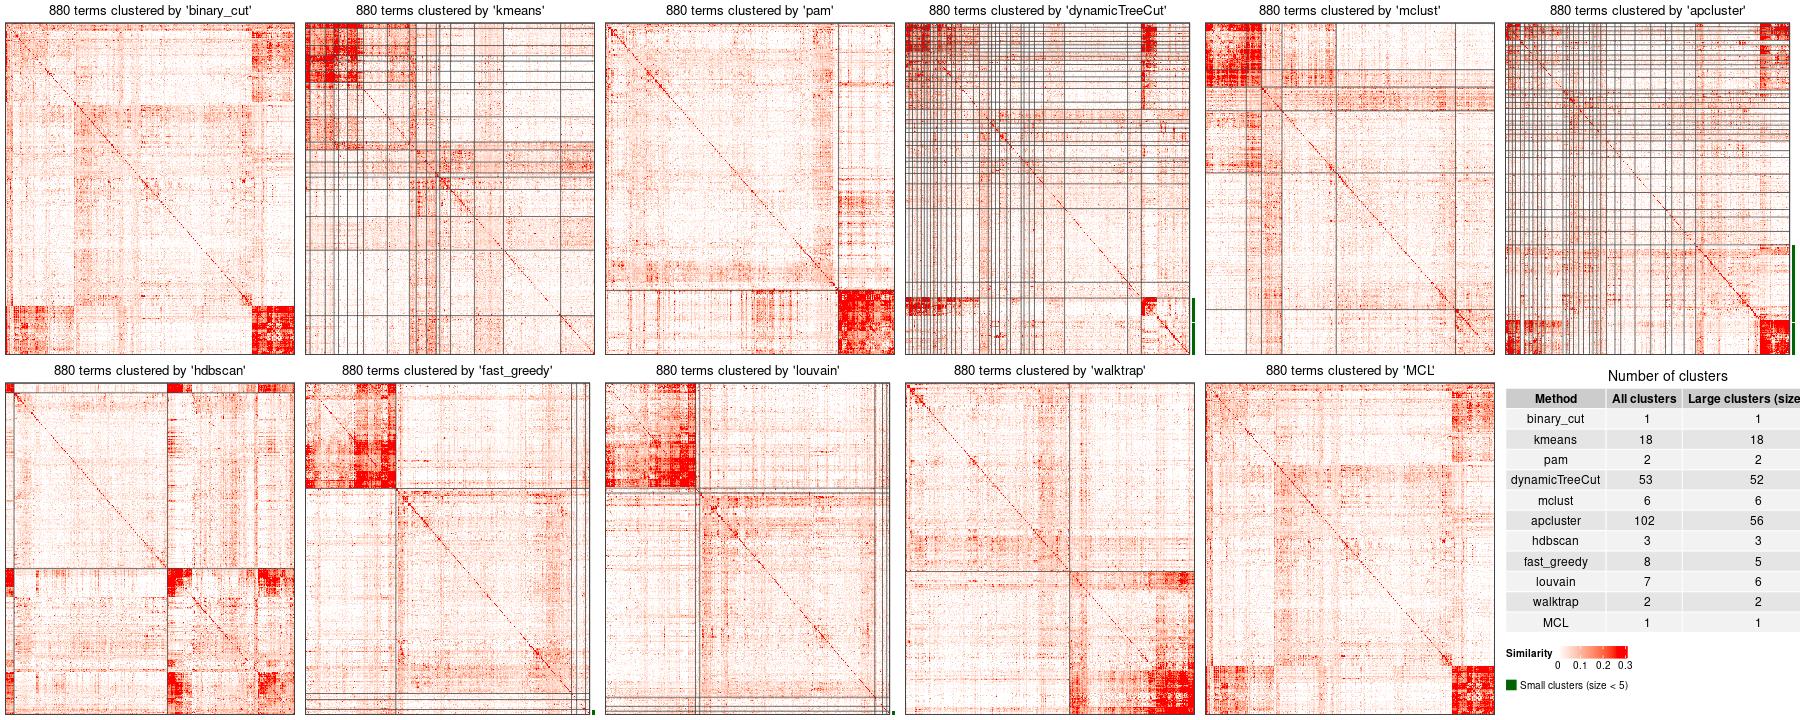 880 terms clustered by 'binary_cut'
880 terms clustered by 'kmeans'
880 terms clustered by 'pam'
880 terms clustered by 'dynamicTreeCut'
880 terms clustered by 'mclust'
880 terms clustered by 'apcluster'
880 terms clustered by 'hdbscan'
880 terms clustered by 'fast_greedy'
880 terms clustered by 'louvain'
880 terms clustered by 'walktrap'
880 terms clustered by 'MCL'
Number of clusters
Method All clusters Large clusters (size
binary_cut 1 1
kmeans 18 18
pam 2 2
dynamicTreeCut 53 52
mclust 6 6
apcluster 102 56
hdbscan 3 3
fast_greedy 8 5
louvain 7 6
walktrap 2 2
MCL 1 1
Similarity
0 0.1 0.2 0.3
Small clusters (size < 5)